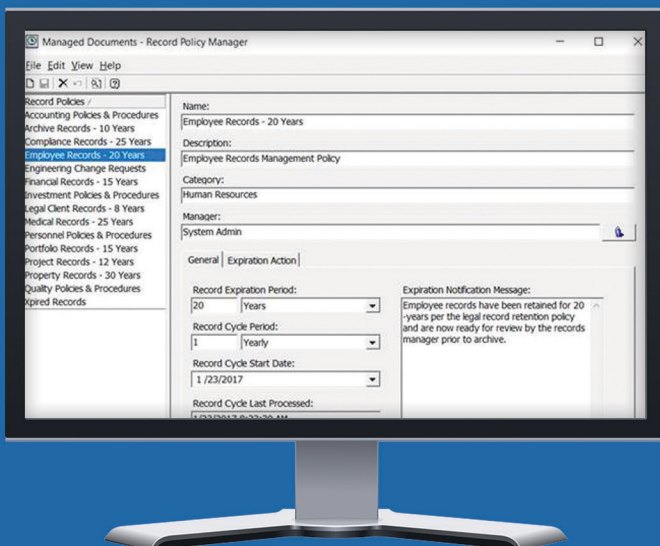 Managed Documents - Record Policy Manager
File Edit View Help
Record Policies /
Accounting Policies & Procedures
Archive Records - 10 Years
Compliance Records - 25 Years
Employee Records - 20 Years
Engineering Change Requests
Financial Records - 15 Years
Investment Policies & Procedures
Legal Client Records - 8 Years
Medical Records - 25 Years
Personnel Policies & Procedures
Portfolio Records - 15 Years
Project Records - 12 Years
Property Records - 30 Years
Quality Policies & Procedures
Xpired Records
Name:
Employee Records - 20 Years
Description:
Employee Records Management Policy
Category:
Human Resources
Manager:
System Admin
General Expiration Action
Record Expiration Period:
20 Years
Record Cycle Period:
1 Yearly
Record Cycle Start Date:
1 /23/2017
Record Cycle Last Processed:
Expiration Notification Message:
Employee records have been retained for 20
-years per the legal record retention policy
and are now ready for review by the records
manager prior to archive.